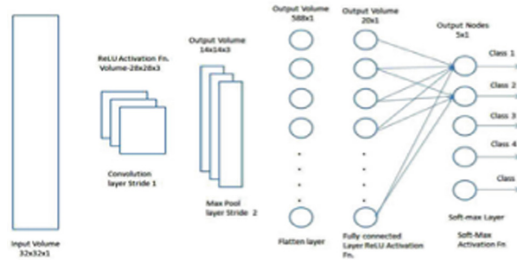 Output Volume
588x1
Output Volume
20x1
Output Nodes
5x1
Output Volume
14x14x3
ReLU Activation Fn.
Volume-28x28x3
Class 1
Class 2
Class 3
Class 4
Class
Convolution
layer Stride 1
Max Pool
layer Stride 2
Input Volume
32x32x1
Flatten layer
Fully connected
Layer ReLU Activation
Fn.
Soft-max Layer
Soft-Max
Activation Fn